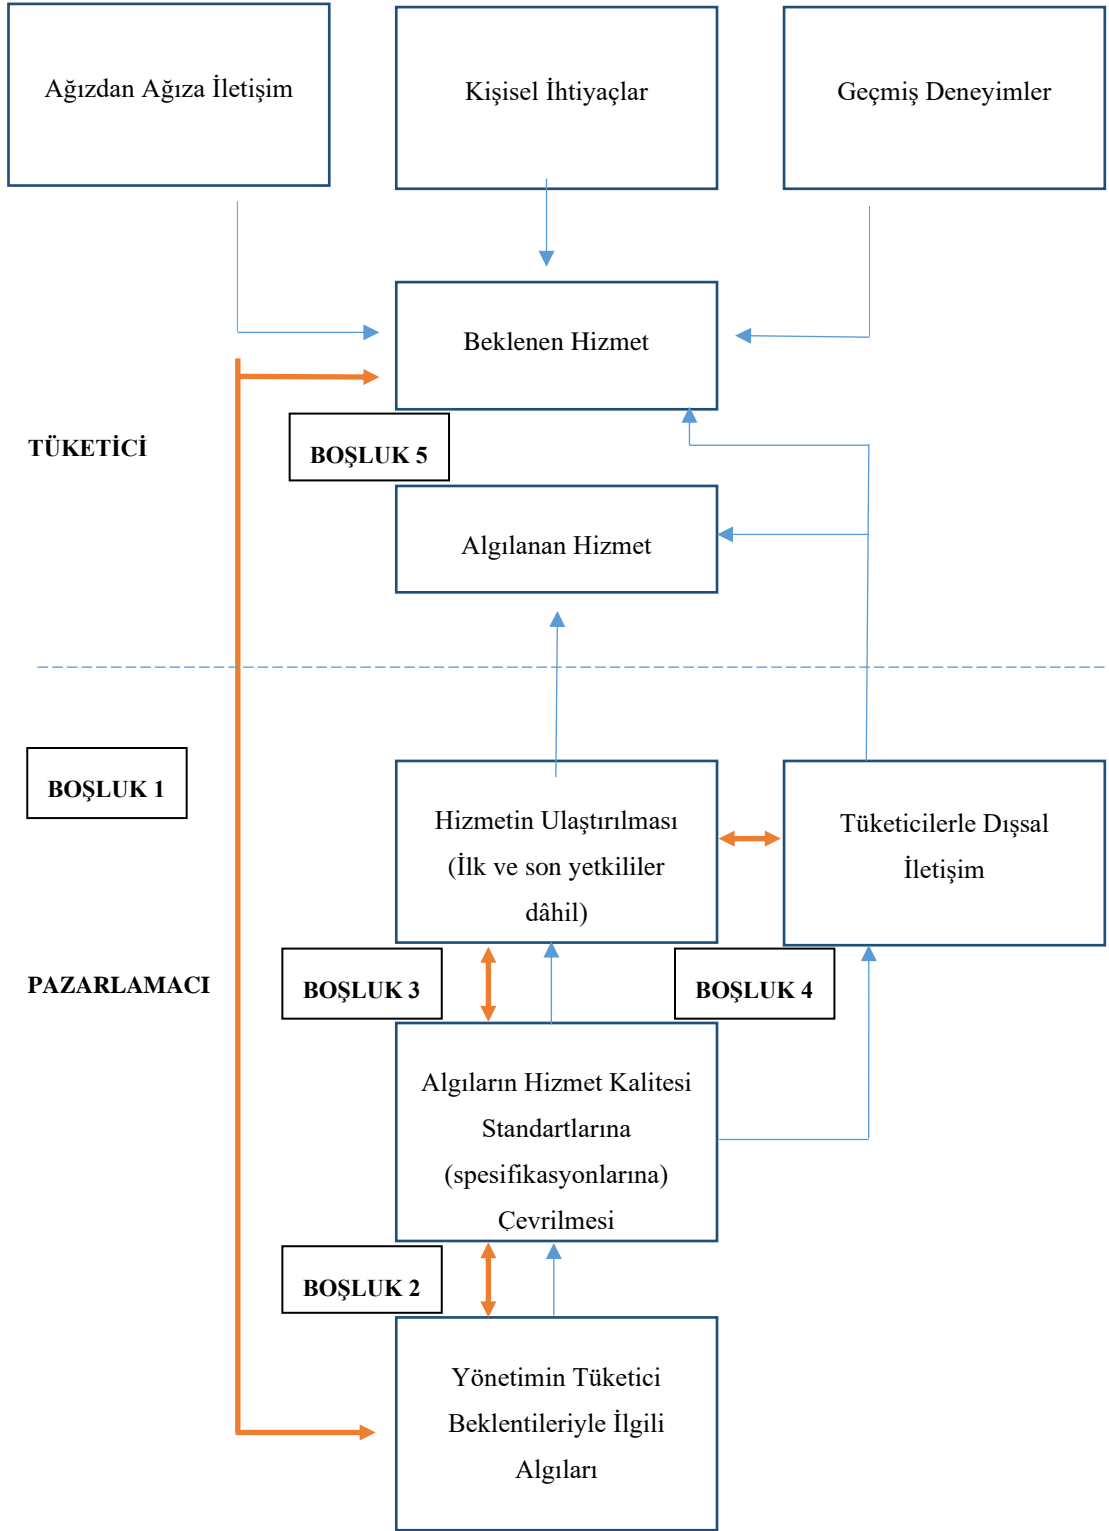 Ağızdan Ağıza İletişim
Kişisel İhtiyaçlar
Geçmiş Deneyimler
Beklenen Hizmet
TÜKETİCİ
BOŞLUK 5
Algılanan Hizmet
BOŞLUK 1
Hizmetin Ulaştırılması
(İlk ve son yetkililer
dâhil)
Tüketicilerle Dışsal
İletişim
PAZARLAMACI
BOŞLUK 3
BOŞLUK 4
Algıların Hizmet Kalitesi
Standartlarına
(spesifikasyonlarına)
Çevrilmesi
BOŞLUK 2
Yönetimin Tüketici
Beklentileriyle İlgili
Algıları